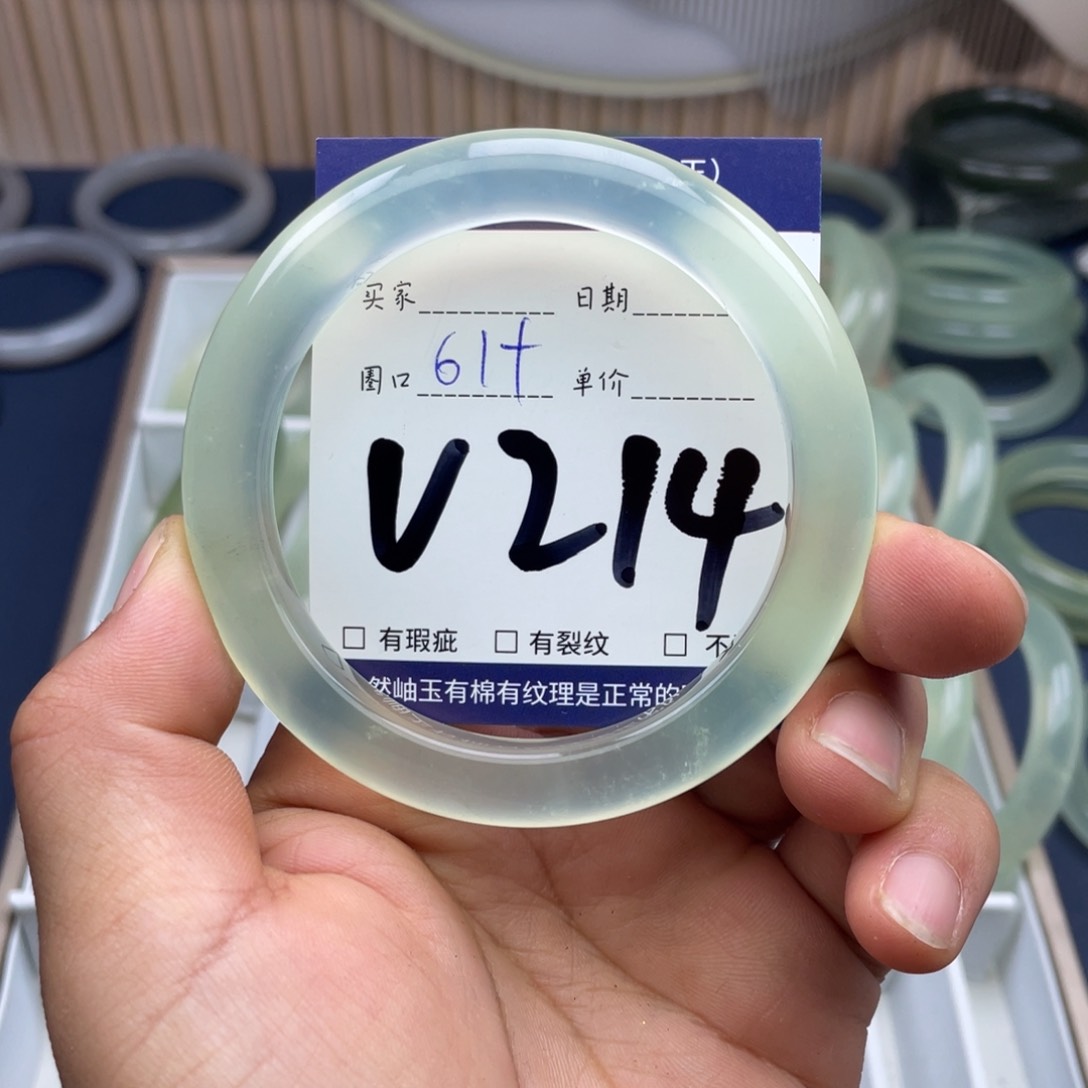 买家 日期
圈口 61+ 单价
V214
□ 有瑕疵 □ 有裂纹 □ 不
然岫玉有棉有纹理是正常的